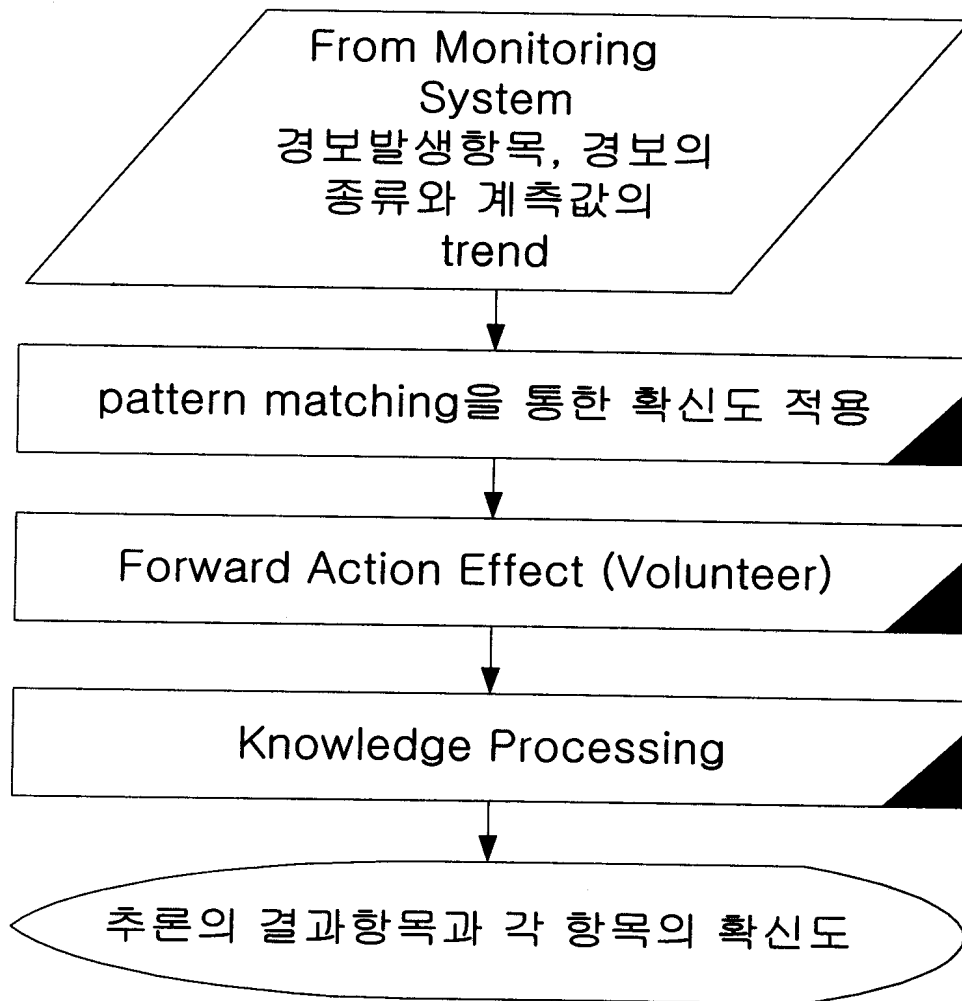 From Monitoring
System
경보발생항목, 경보의
종류와 계측값의
trend
pattern matching을 통한 확신도 적용
Forward Action Effect (Volunteer)
Knowledge Processing
추론의 결과항목과 각 항목의 확신도